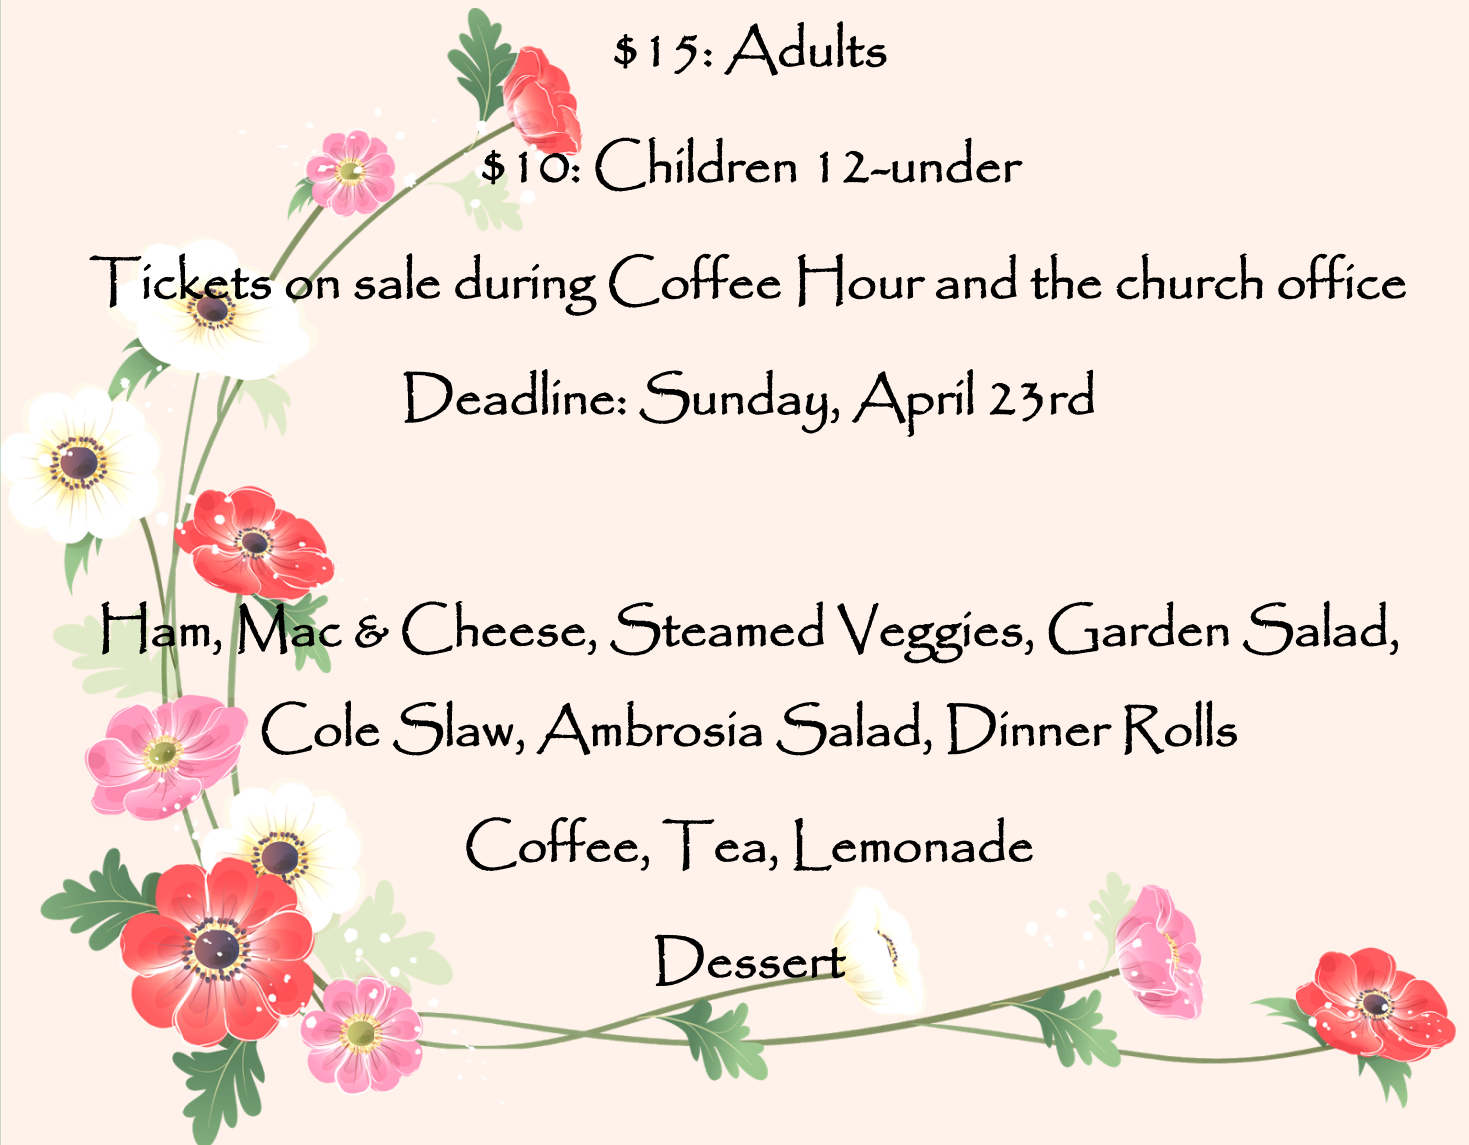 $15: Adults
$10: Children 12-under
Tickets on sale during Coffee Hour and the church office
Deadline: Sunday, April 23rd
Ham, Mac & Cheese, Steamed Veggies, Garden Salad,
Cole Slaw, Ambrosia Salad, Dinner Rolls
Coffee, Tea, Lemonade
Dessert